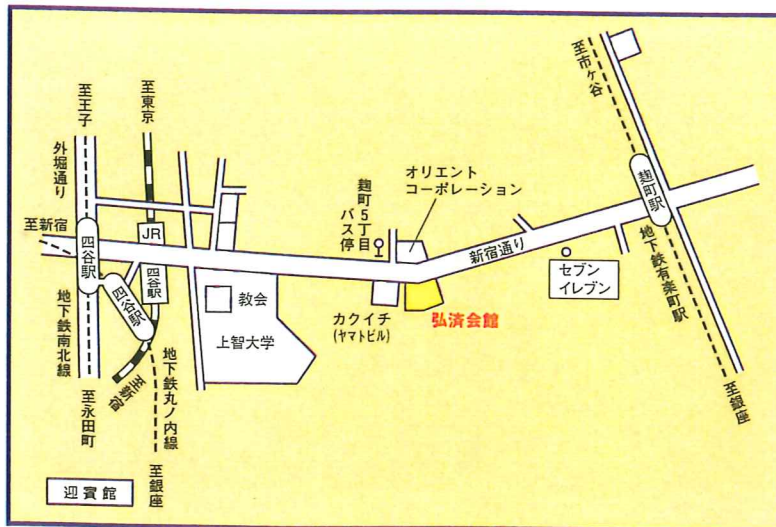 至王子
外堀通り
至東京
至新宿
四谷駅
JR
四谷駅
四谷駅
地下鉄南北線
至永田町
至新宿
地下鉄丸ノ内線
至銀座
迎賓館
教会
上智大学
麹町5丁目
バス停
オリエント
コーポレーション
カクイチ
(ヤマトビル)
弘済会館
新宿通り
セブン
イレブン
至市ヶ谷
麹町駅
地下鉄有楽町駅
至銀座